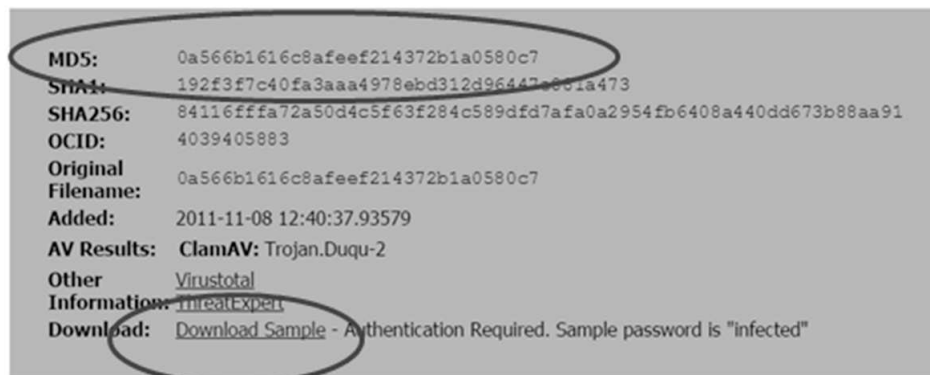 MD5: 0a566b1616c8afeef214372b1a0580c7
SHA1: 192f3f7c40fa3aaa4978ebd312d96447
SHA256: 84116fffa72a50d4c5f63f284c589dfd7afa0a2954fb6408a440dd673b88aa91
OCID: 4039405883
Original
Filename: 0a566b1616c8afeef214372b1a0580c7
Added: 2011-11-08 12:40:37.93579
AV Results: ClamAV: Trojan.Duqu-2
Other Virustotal
Information: ThreatExpert
Download: Download Sample - Authentication Required. Sample password is "infected"